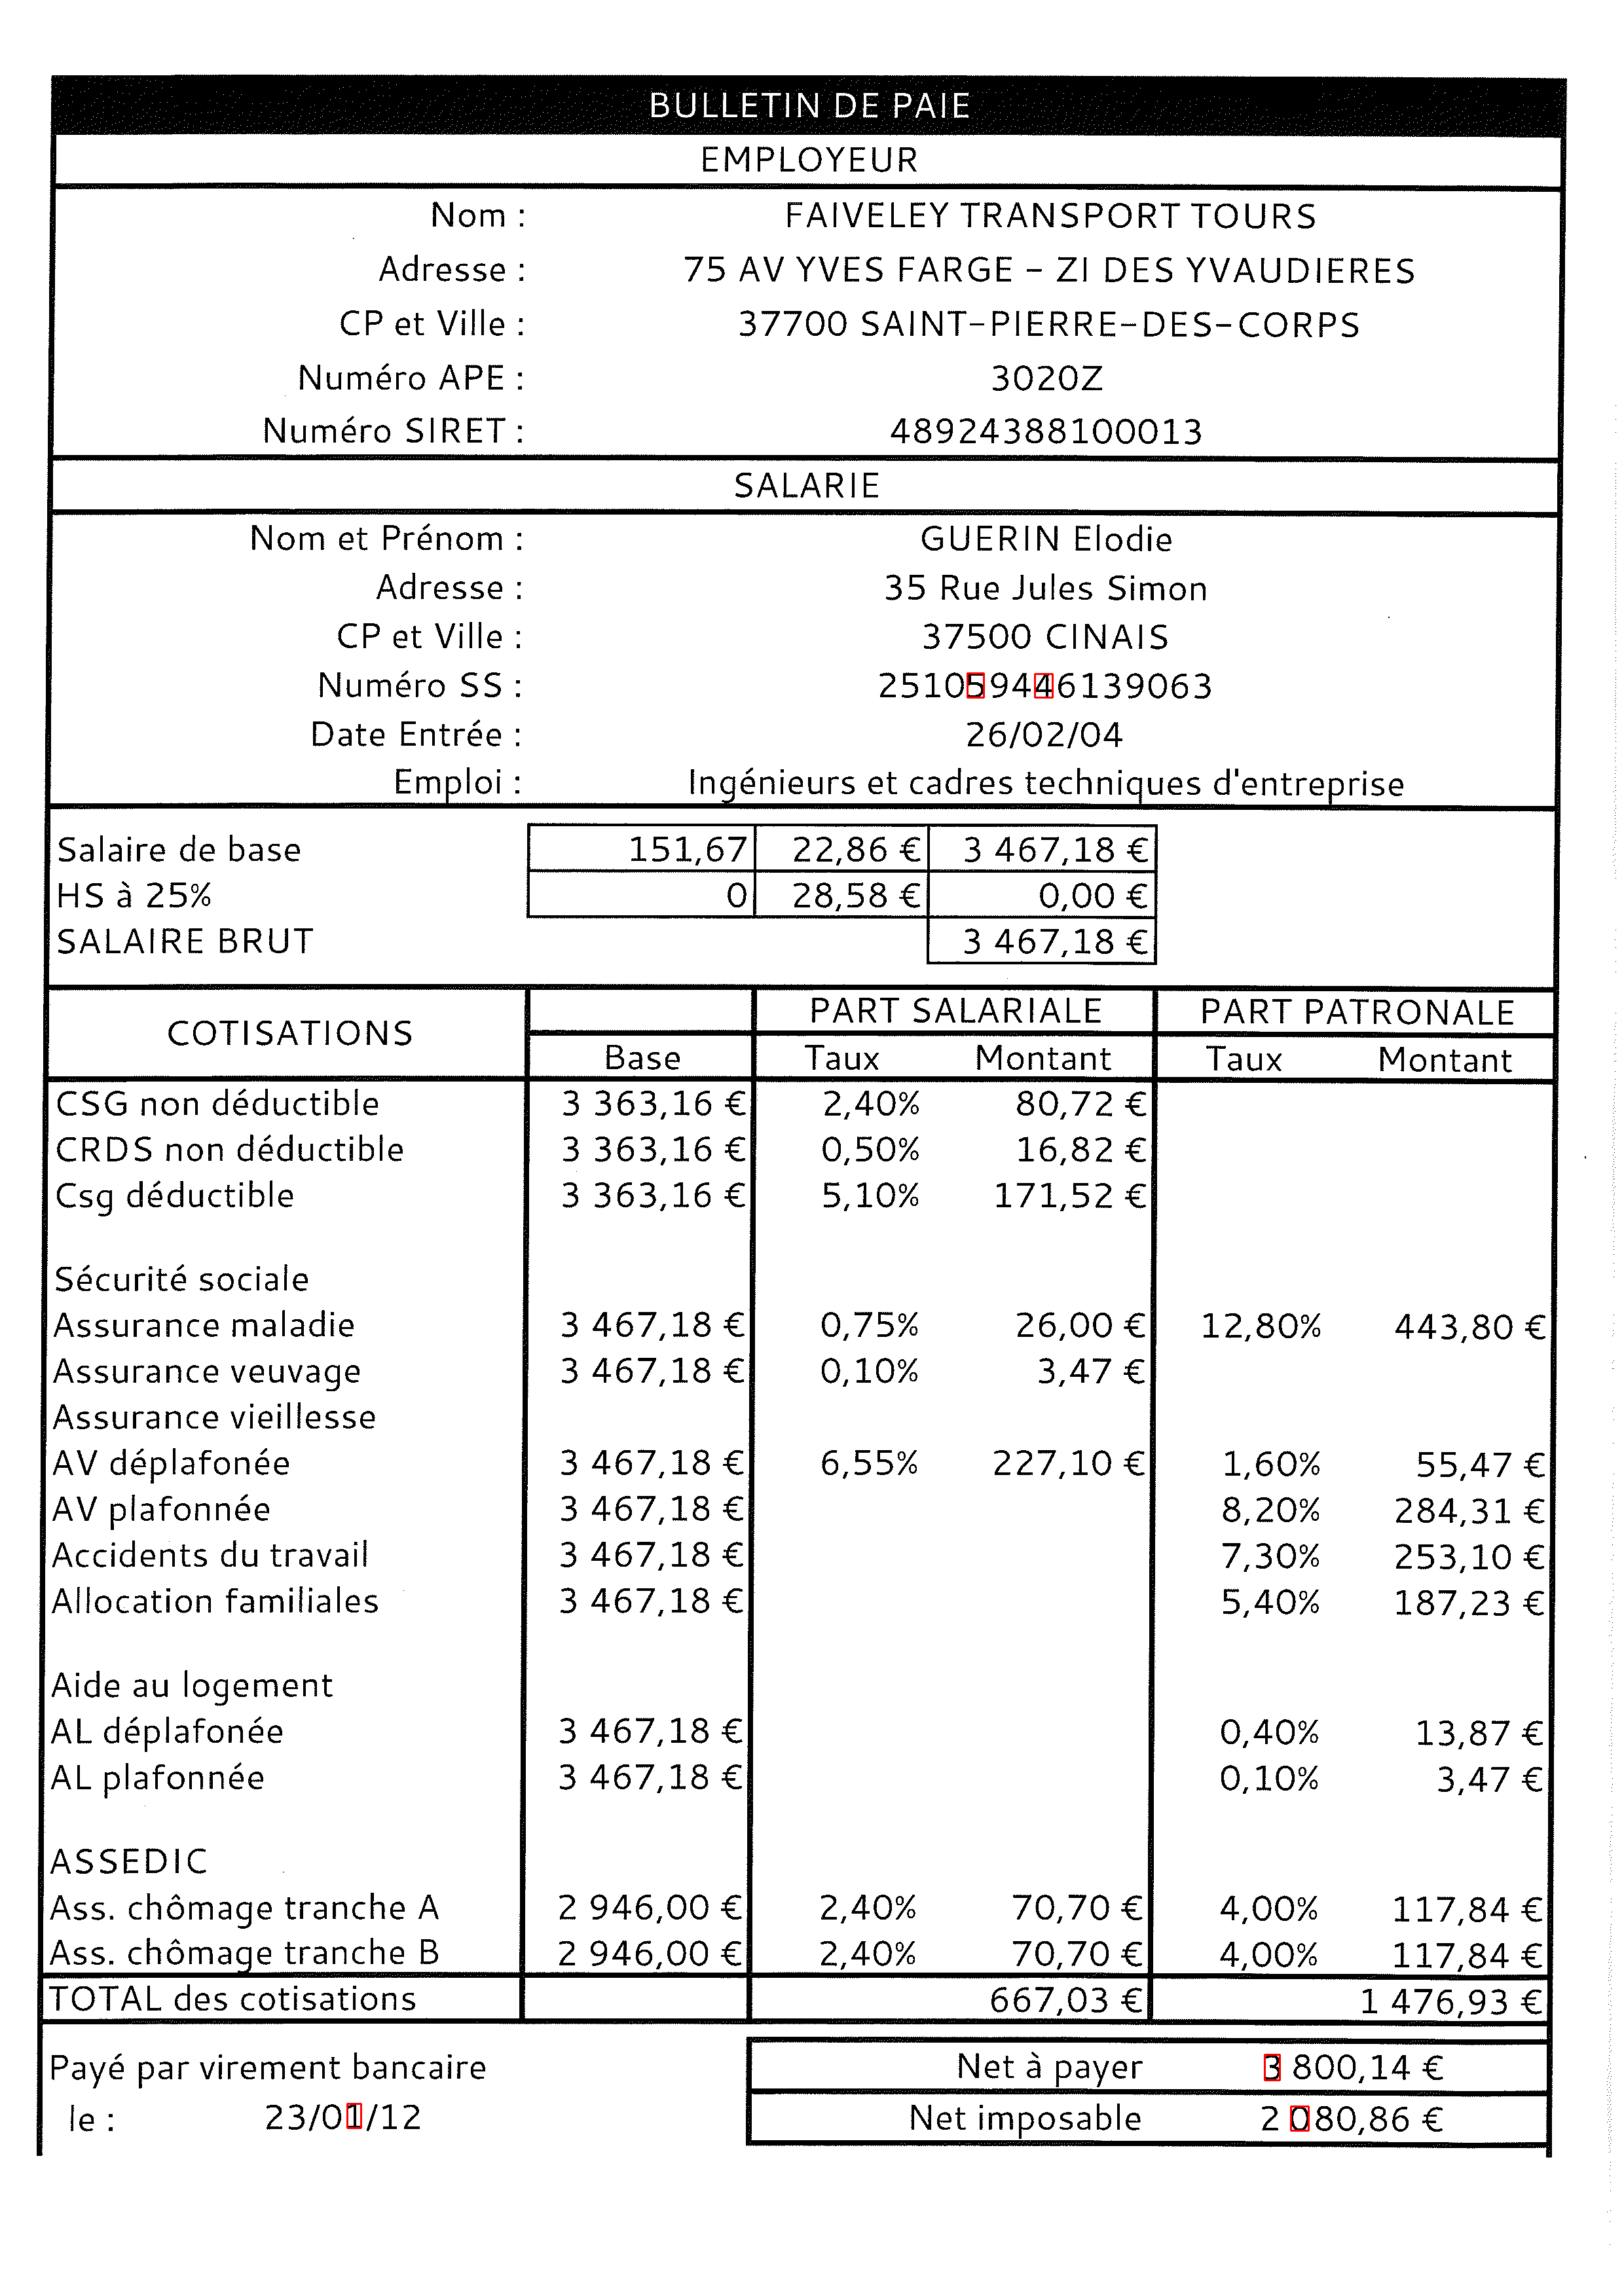 BULLETIN DE PAIE
EMPLOYEUR
Nom : FAIVELEY TRANSPORT TOURS
Adresse : 75 AV YVES FARGE - ZI DES YVAUDIERES
CP et Ville : 37700 SAINT-PIERRE-DES-CORPS
Numéro APE : 3020Z
Numéro SIRET : 48924388100013
SALARIE
Nom et Prénom : GUERIN Elodie
Adresse : 35 Rue Jules Simon
CP et Ville : 37500 CINAIS
Numéro SS : 251059446139063
Date Entrée : 26/02/04
Emploi : Ingénieurs et cadres techniques d'entreprise
Salaire de base 151,67 22,86 € 3 467,18 €
HS à 25% 0 28,58 € 0,00 €
SALAIRE BRUT 3 467,18 €
COTISATIONS PART SALARIALE PART PATRONALE
Base Taux Montant Taux Montant
CSG non déductible 3 363,16 € 2,40% 80,72 €
CRDS non déductible 3 363,16 € 0,50% 16,82 €
Csg déductible 3 363,16 € 5,10% 171,52 €
Sécurité sociale
Assurance maladie 3 467,18 € 0,75% 26,00 € 12,80% 443,80 €
Assurance veuvage 3 467,18 € 0,10% 3,47 €
Assurance vieillesse
AV déplafonée 3 467,18 € 6,55% 227,10 € 1,60% 55,47 €
AV plafonnée 3 467,18 € 8,20% 284,31 €
Accidents du travail 3 467,18 € 7,30% 253,10 €
Allocation familiales 3 467,18 € 5,40% 187,23 €
Aide au logement
AL déplafonée 3 467,18 € 0,40% 13,87 €
AL plafonnée 3 467,18 € 0,10% 3,47 €
ASSEDIC
Ass. chômage tranche A 2 946,00 € 2,40% 70,70 € 4,00% 117,84 €
Ass. chômage tranche B 2 946,00 € 2,40% 70,70 € 4,00% 117,84 €
TOTAL des cotisations 667,03 € 1 476,93 €
Payé par virement bancaire Net à payer 3 800,14 €
le : 23/01/12 Net imposable 2 080,86 €